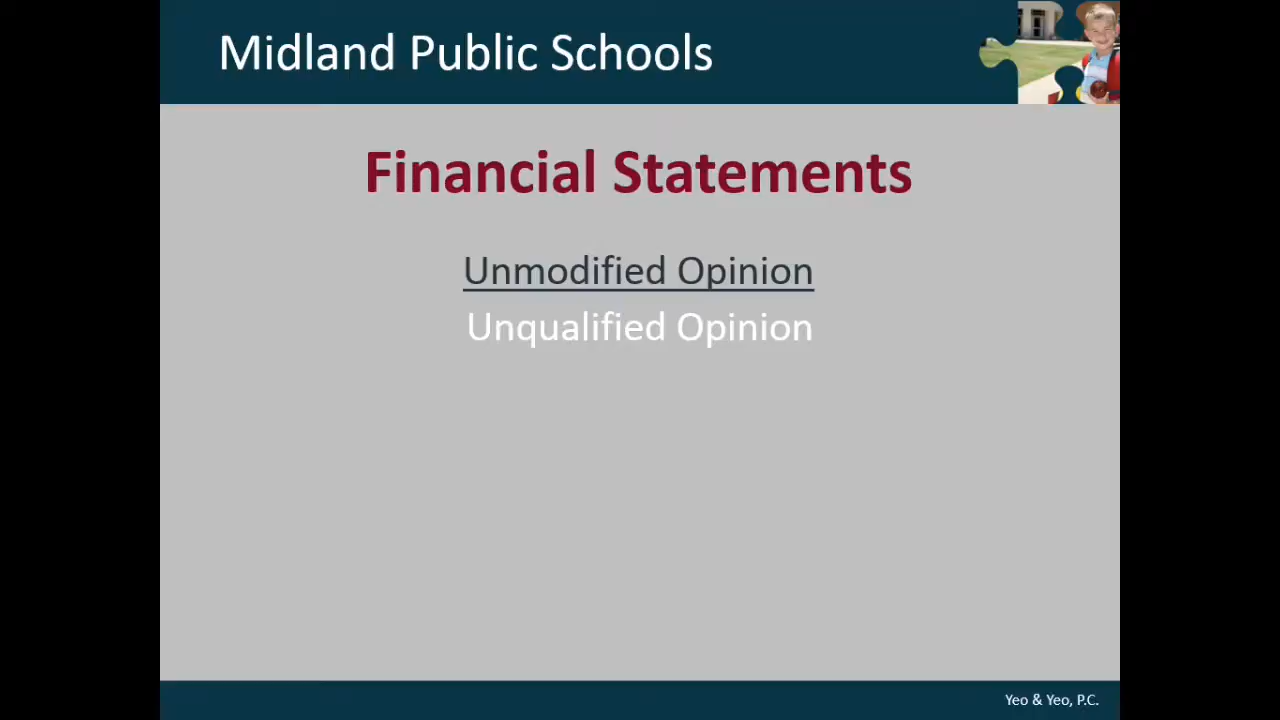 Midland Public Schools
Financial Statements
Unmodified Opinion
Unqualified Opinion
Yeo & Yeo, P.C.